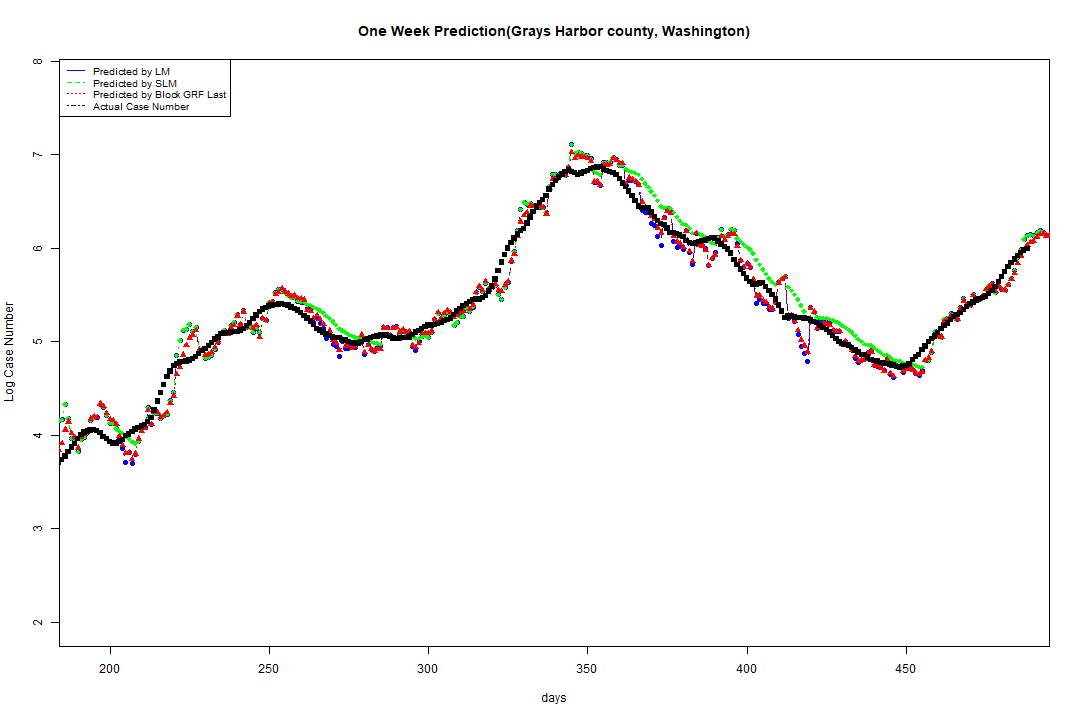 One Week Prediction(Grays Harbor county, Washington)
Predicted by LM
Predicted by SLM
Predicted by Block GRF Last
Actual Case Number
8
7
6
5
4
3
2
Log Case Number
200 250 300 350 400 450
days